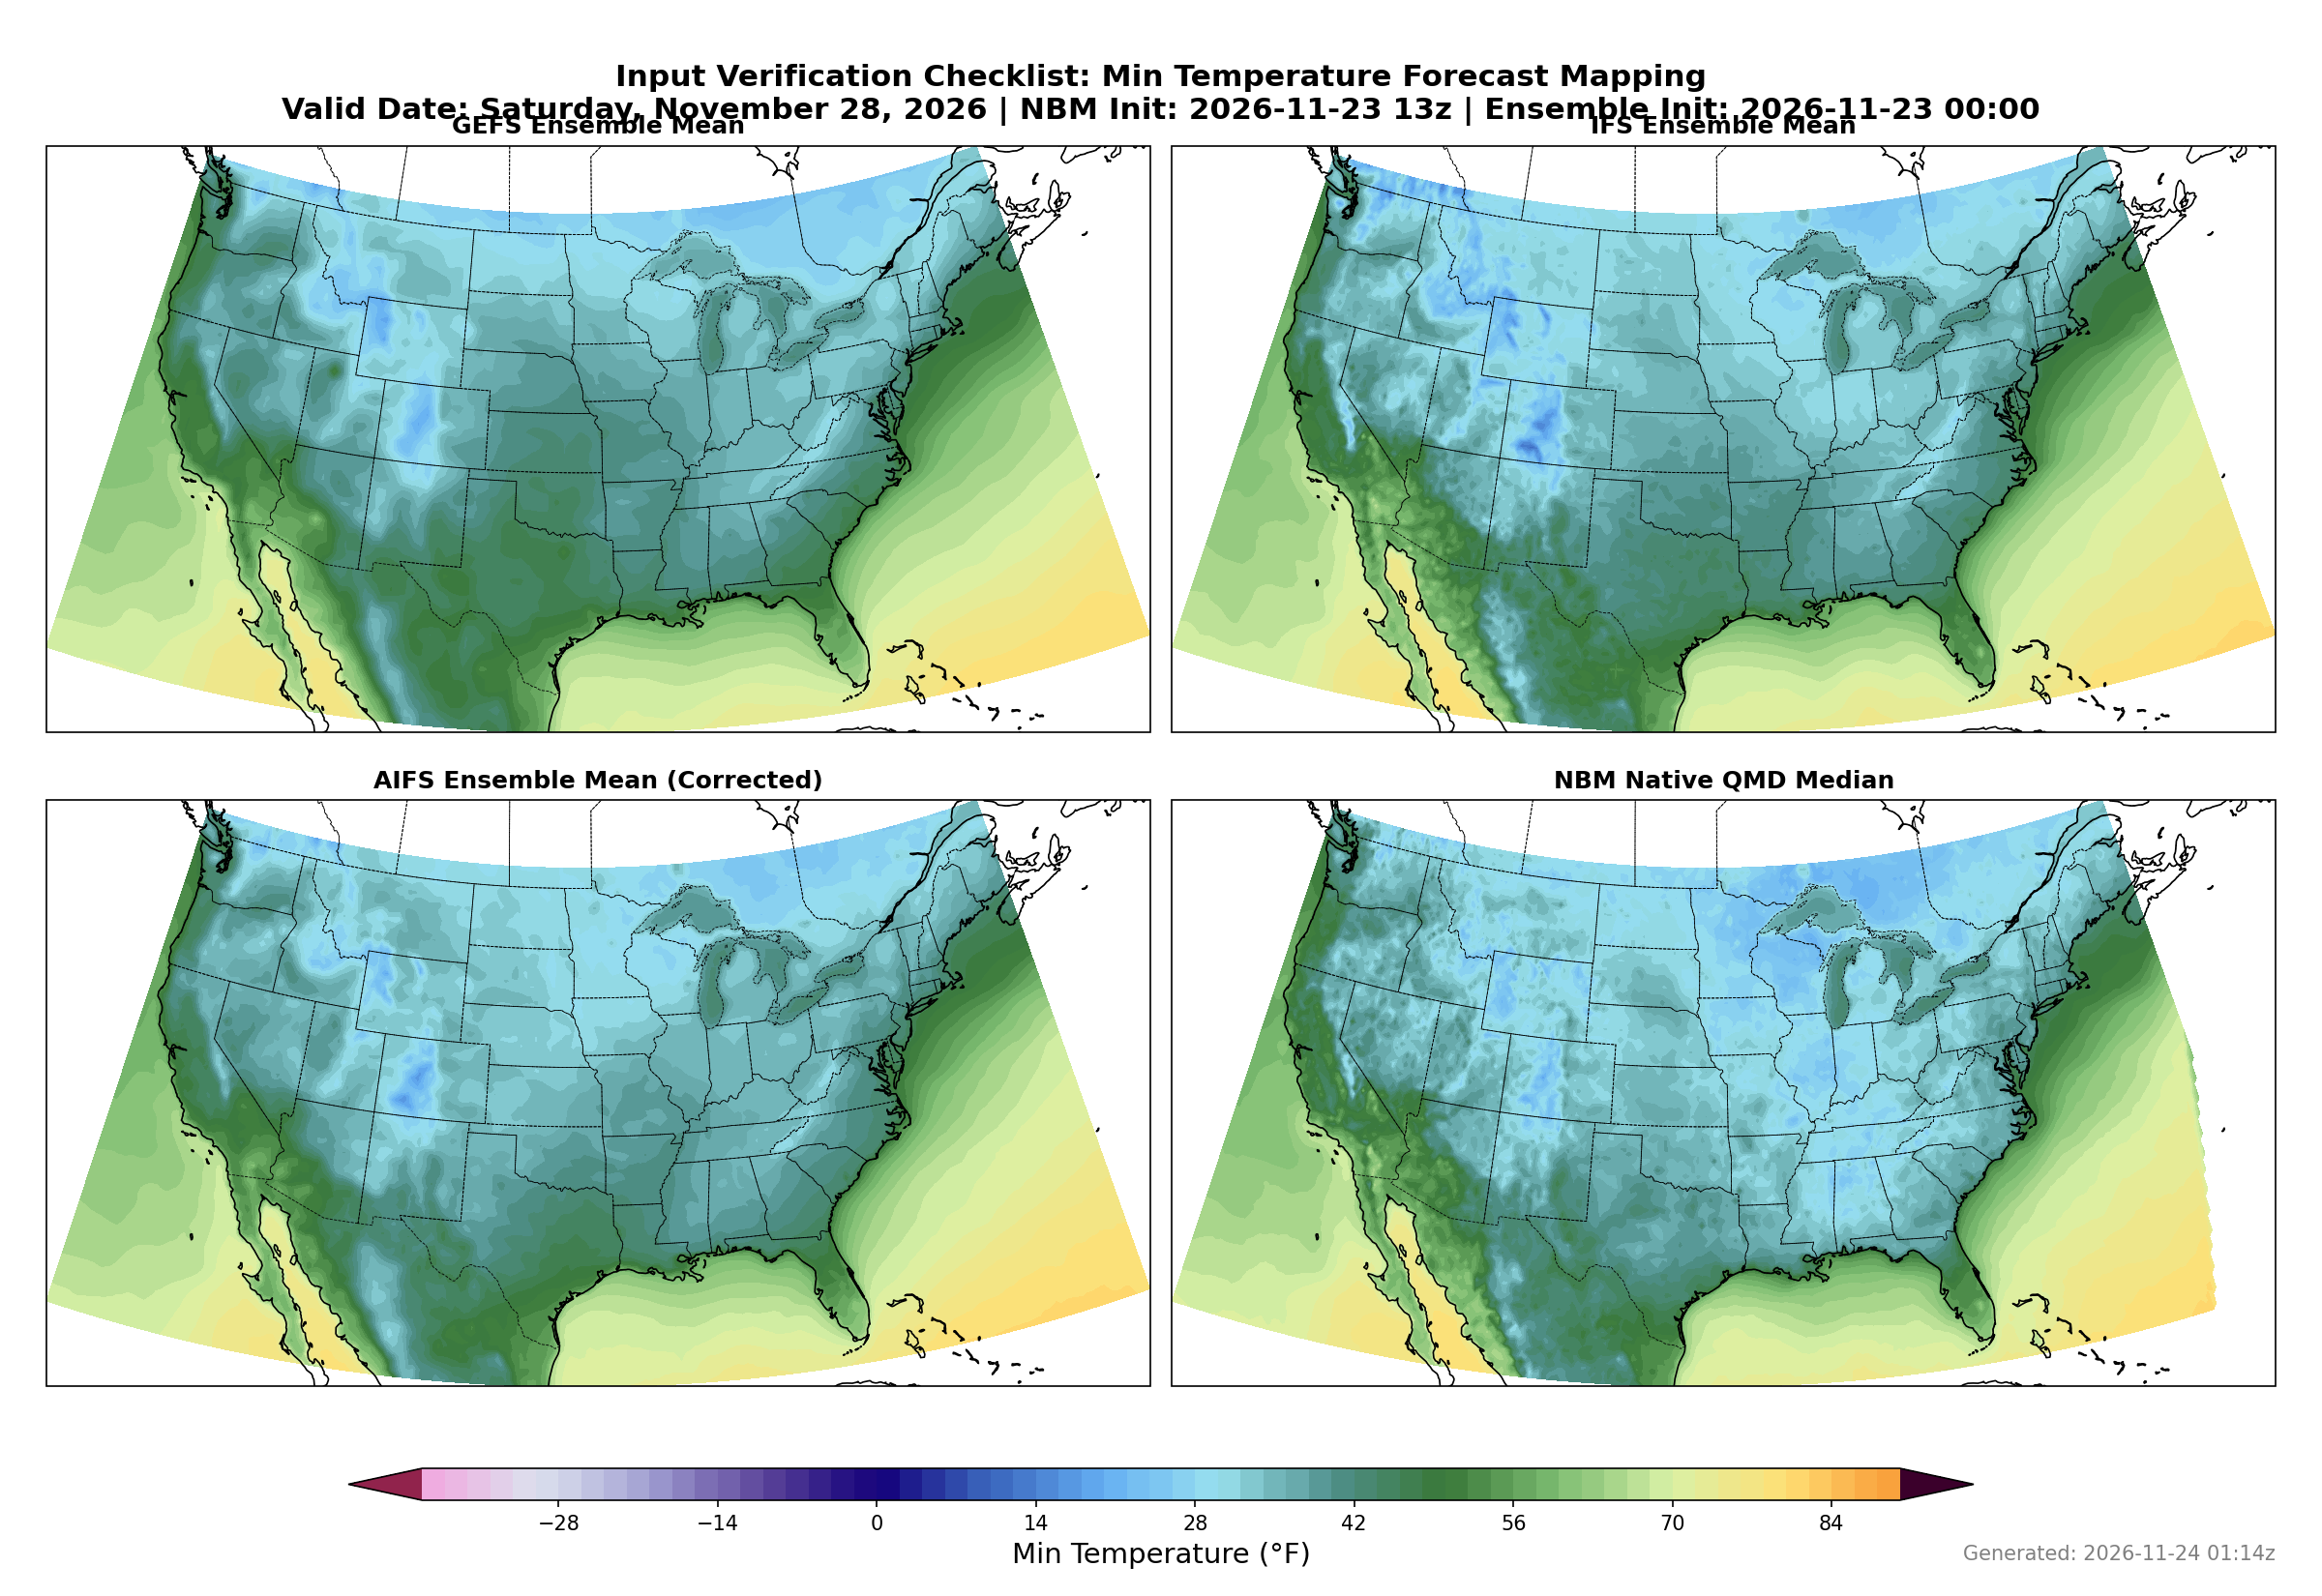 Input Verification Checklist: Min Temperature Forecast Mapping
Valid Date: Saturday, November 28, 2026 | NBM Init: 2026-11-23 13z | Ensemble Init: 2026-11-23 00:00
GEFS Ensemble Mean
IFS Ensemble Mean
AIFS Ensemble Mean (Corrected)
NBM Native QMD Median
−28 −14 0 14 28 42 56 70 84
Min Temperature (°F)
Generated: 2026-11-24 01:14z